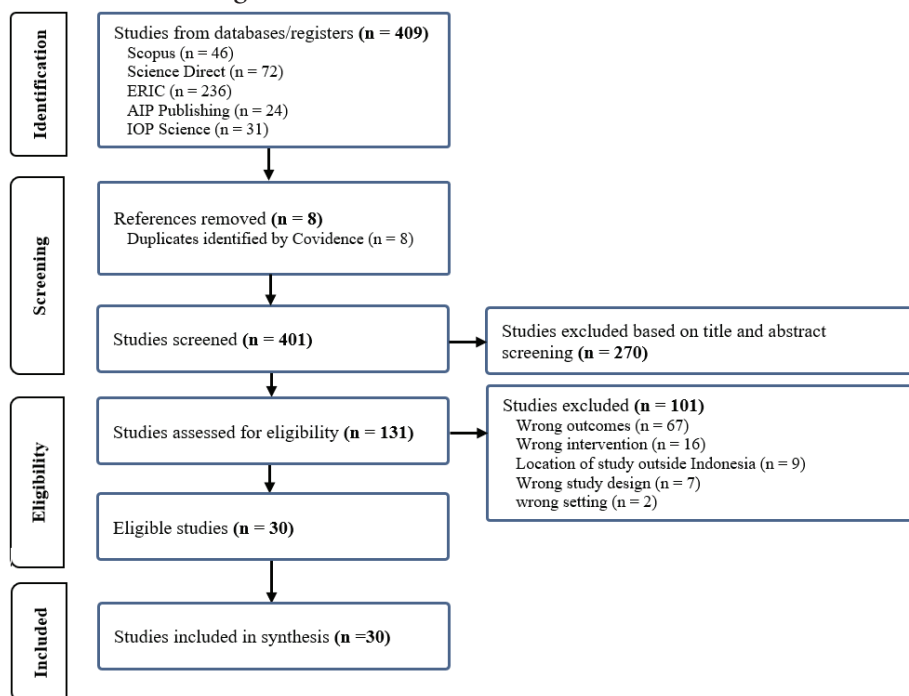 Identification
Studies from databases/registers (n = 409)
Scopus (n = 46)
Science Direct (n = 72)
ERIC (n = 236)
AIP Publishing (n = 24)
IOP Science (n = 31)
Screening
References removed (n = 8)
Duplicates identified by Covidence (n = 8)
Studies screened (n = 401)
Studies excluded based on title and abstract
screening (n = 270)
Eligibility
Studies assessed for eligibility (n = 131)
Studies excluded (n = 101)
Wrong outcomes (n = 67)
Wrong intervention (n = 16)
Location of study outside Indonesia (n = 9)
Wrong study design (n = 7)
wrong setting (n = 2)
Eligible studies (n = 30)
Included
Studies included in synthesis (n =30)